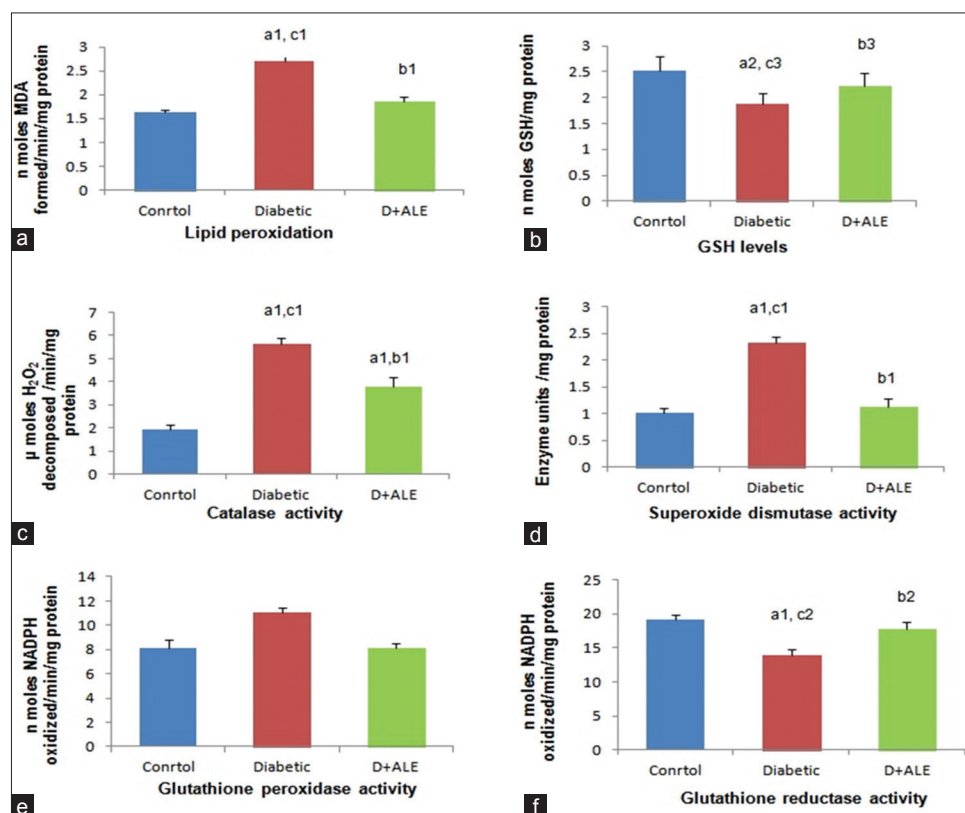 n moles MDA
formed/min/mg protein
3
2.5
2
1.5
1
0.5
0
a1, c1
b1
Conrtol Diabetic D+ALE
Lipid peroxidation
a
n moles GSH/mg protein
3
2.5
2
1.5
1
0.5
0
a2, c3
b3
Conrtol Diabetic D+ALE
GSH levels
b
µ moles H₂O₂
decomposed /min/mg
protein
7
6
5
4
3
2
1
0
a1,c1
a1,b1
Conrtol Diabetic D+ALE
Catalase activity
c
Enzyme units /mg protein
3
2.5
2
1.5
1
0.5
0
a1,c1
b1
Conrtol Diabetic D+ALE
Superoxide dismutase activity
d
n moles NADPH
oxidized/min/mg protein
14
12
10
8
6
4
2
0
Conrtol Diabetic D+ALE
Glutathione peroxidase activity
e
n moles NADPH
oxidized/min/mg protein
25
20
15
10
5
0
a1, c2
b2
Conrtol Diabetic D+ALE
Glutathione reductase activity
f